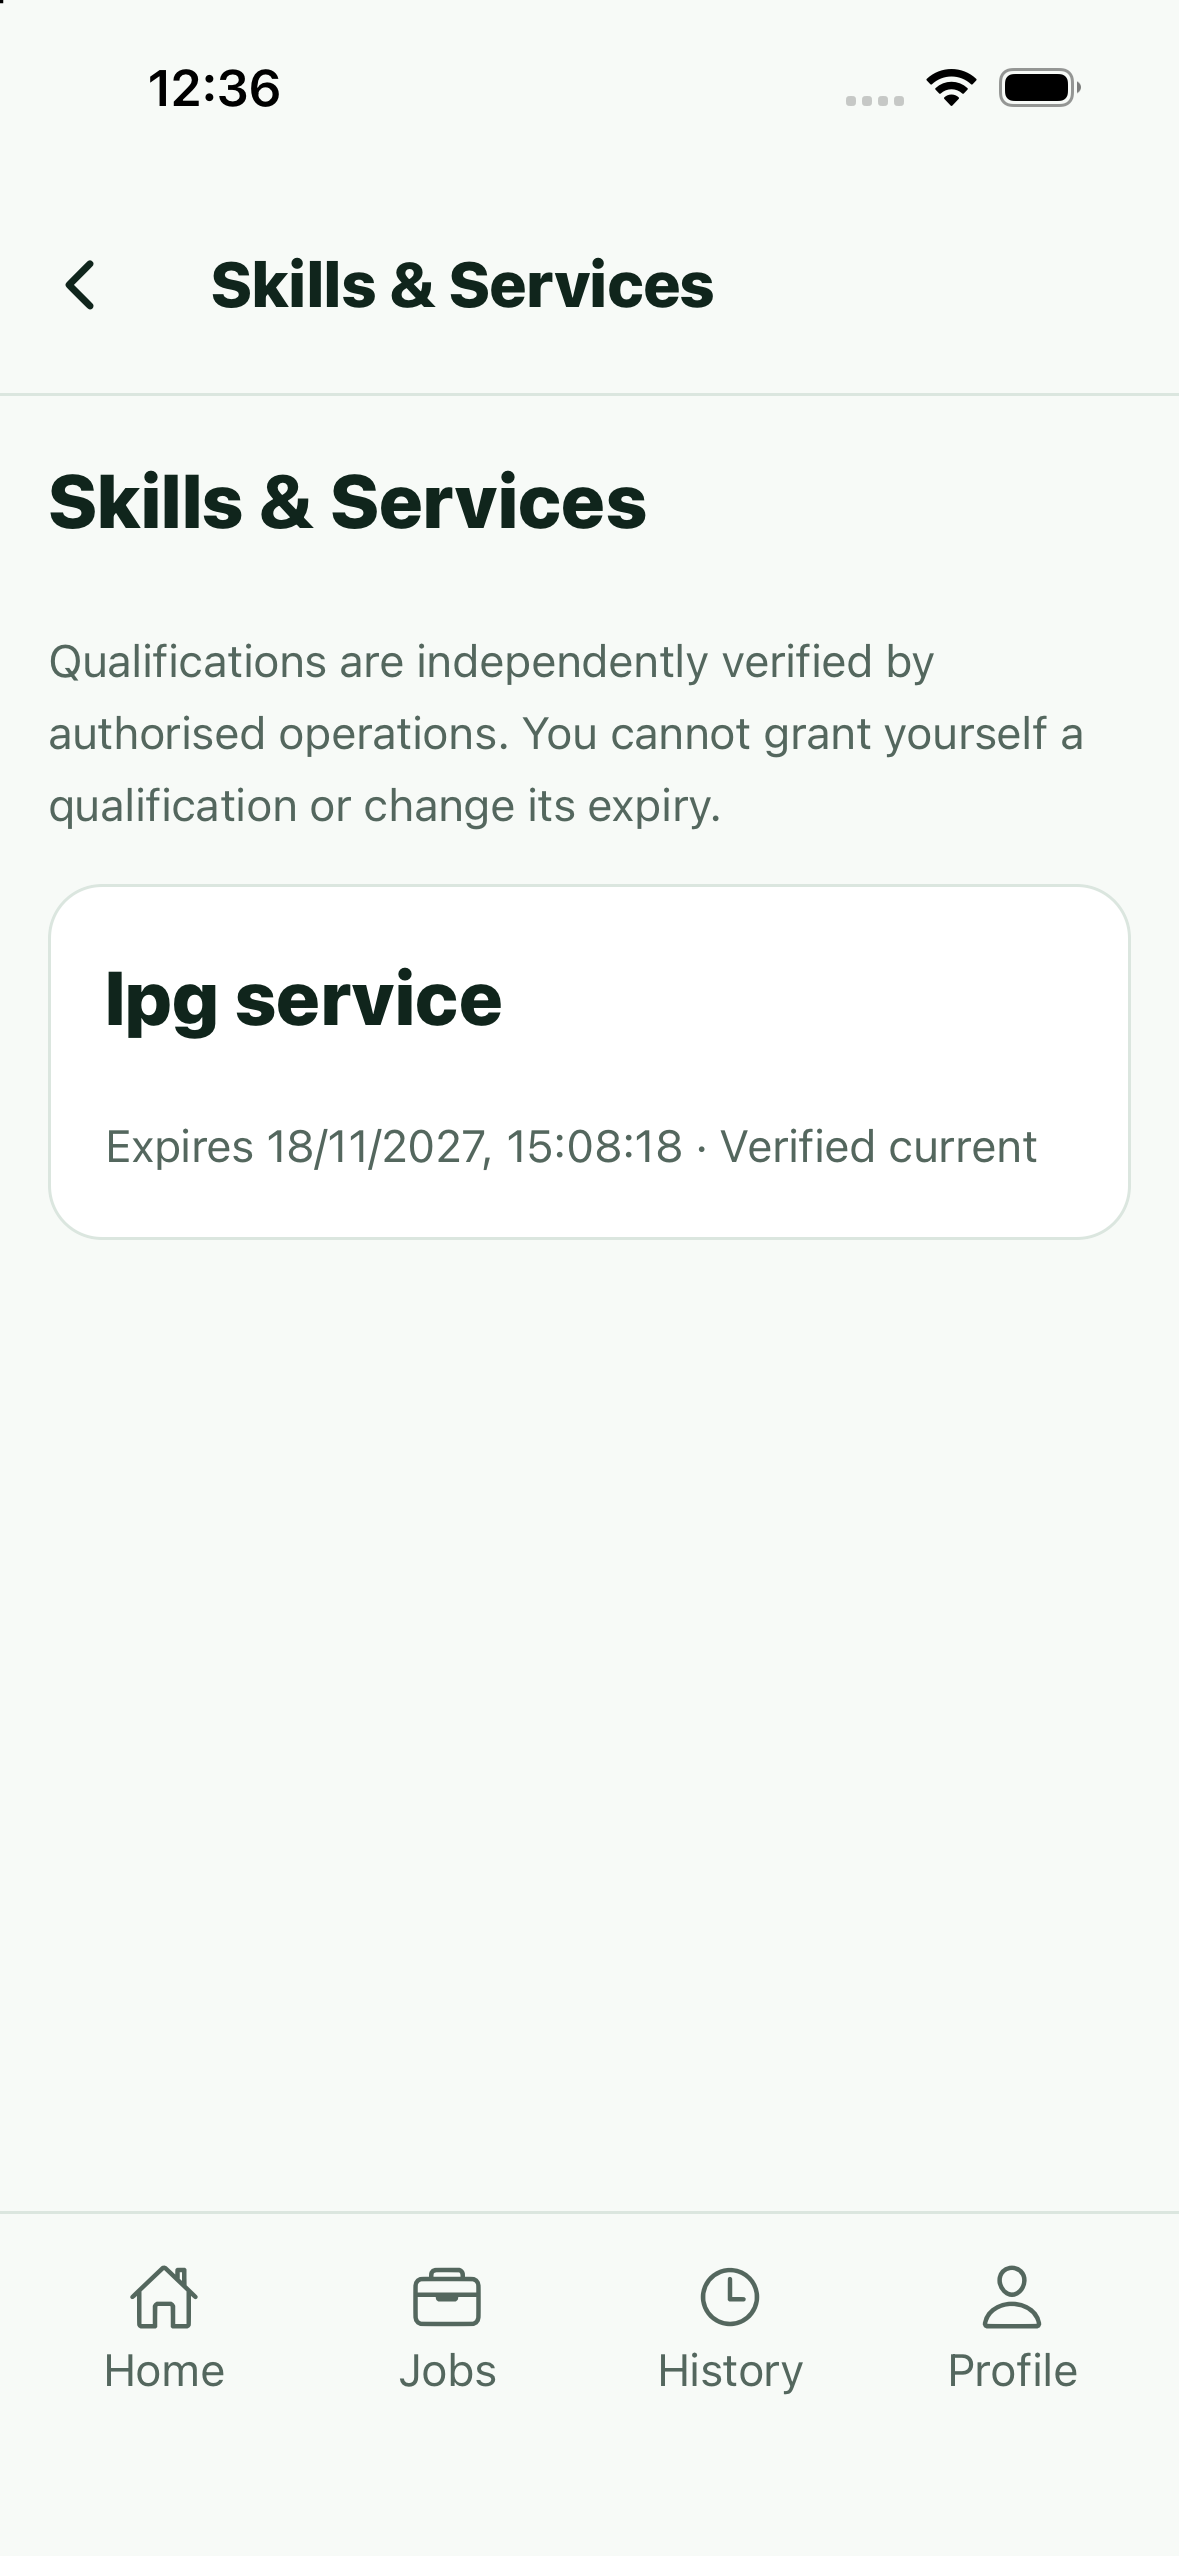 12:36
Skills & Services
Skills & Services
Qualifications are independently verified by
authorised operations. You cannot grant yourself a
qualification or change its expiry.
lpg service
Expires 18/11/2027, 15:08:18 · Verified current
Home
Jobs
History
Profile